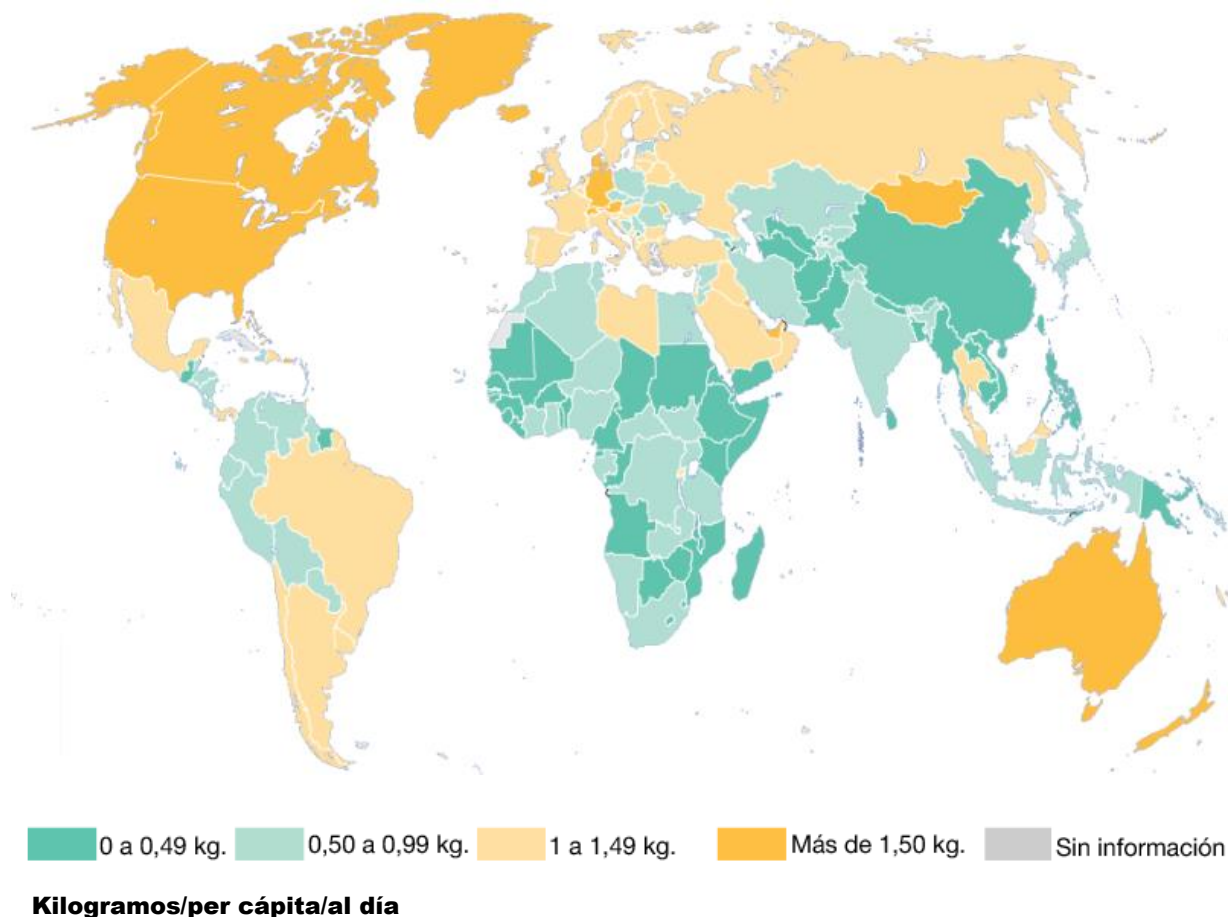 0 a 0,49 kg. 0,50 a 0,99 kg. 1 a 1,49 kg. Más de 1,50 kg. Sin información
Kilogramos/per cápita/al día